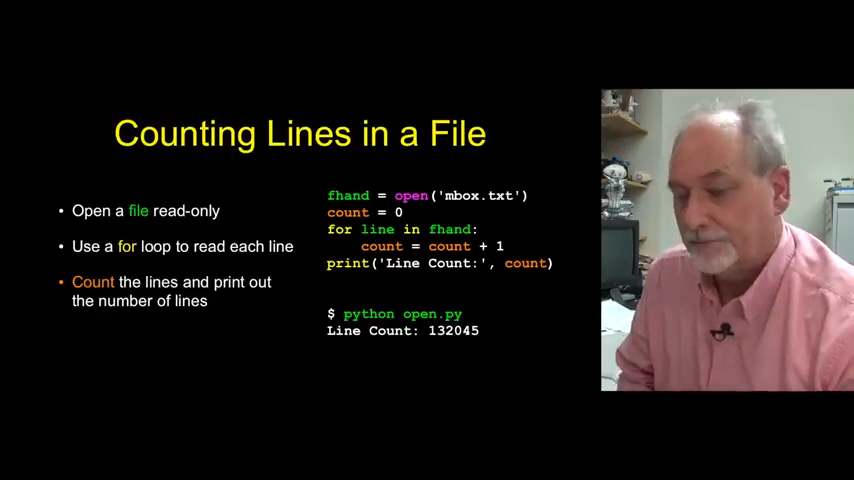 Counting Lines in a File
• Open a file read-only
• Use a for loop to read each line
• Count the lines and print out
the number of lines
fhand = open('mbox.txt')
count = 0
for line in fhand:
    count = count + 1
print('Line Count:', count)
$ python open.py
Line Count: 132045